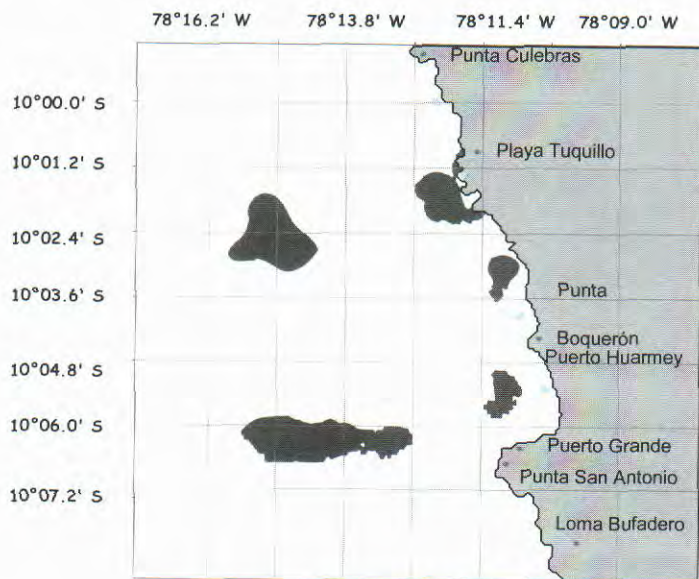 78°16.2' W 78°13.8' W 78°11.4' W 78°09.0' W
Punta Culebras
10°00.0' S
Playa Tuquillo
10°01.2' S
10°02.4' S
10°03.6' S
Punta
Boquerón
Puerto Huarmey
10°04.8' S
10°06.0' S
Puerto Grande
Punta San Antonio
10°07.2' S
Loma Bufadero